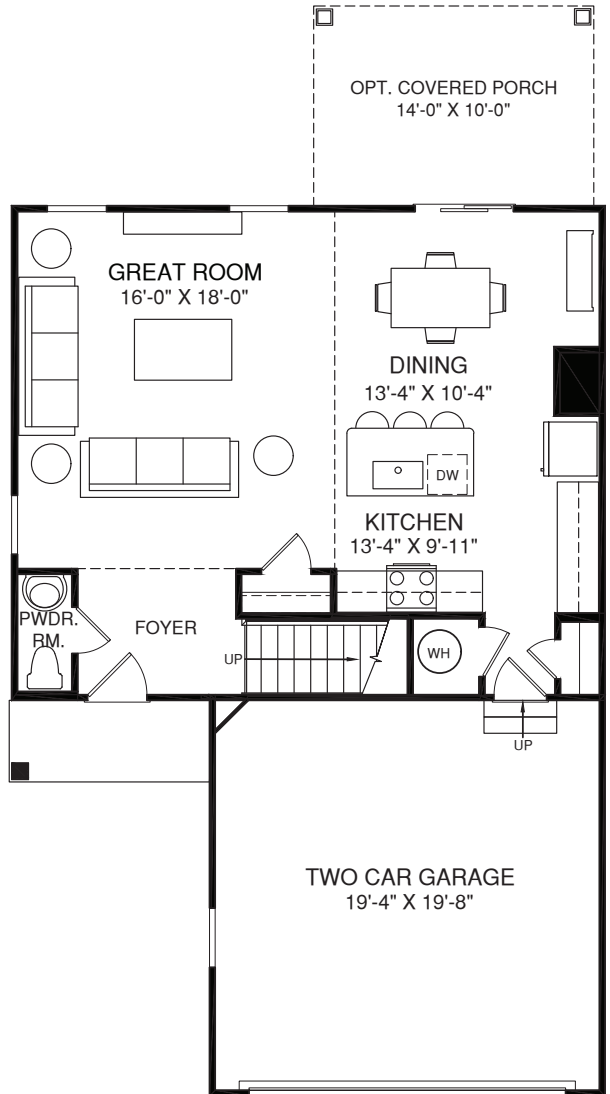 OPT. COVERED PORCH
14'-0" X 10'-0"
GREAT ROOM
16'-0" X 18'-0"
DINING
13'-4" X 10'-4"
DW
KITCHEN
13'-4" X 9'-11"
PWDR.
RM.
FOYER
UP
WH
UP
TWO CAR GARAGE
19'-4" X 19'-8"